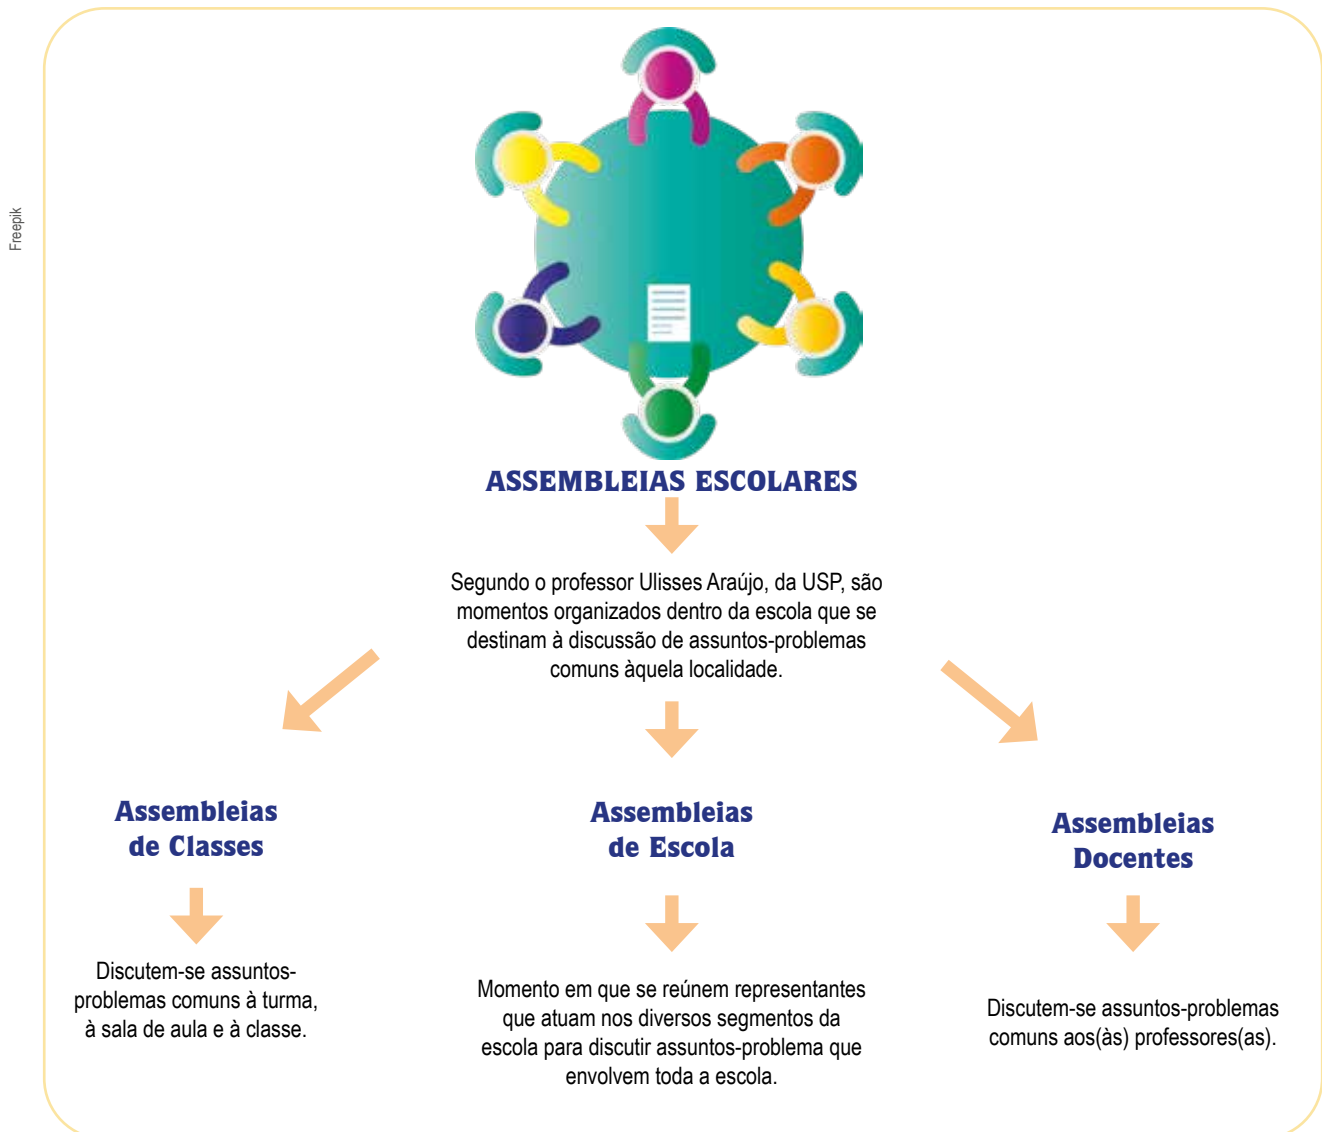 Freepik
ASSEMBLEIAS ESCOLARES
Segundo o professor Ulisses Araújo, da USP, são
momentos organizados dentro da escola que se
destinam à discussão de assuntos-problemas
comuns àquela localidade.
Assembleias
de Classes
Discutem-se assuntos-
problemas comuns à turma,
à sala de aula e à classe.
Assembleias
de Escola
Momento em que se reúnem representantes
que atuam nos diversos segmentos da
escola para discutir assuntos-problema que
envolvem toda a escola.
Assembleias
Docentes
Discutem-se assuntos-problemas
comuns aos(às) professores(as).